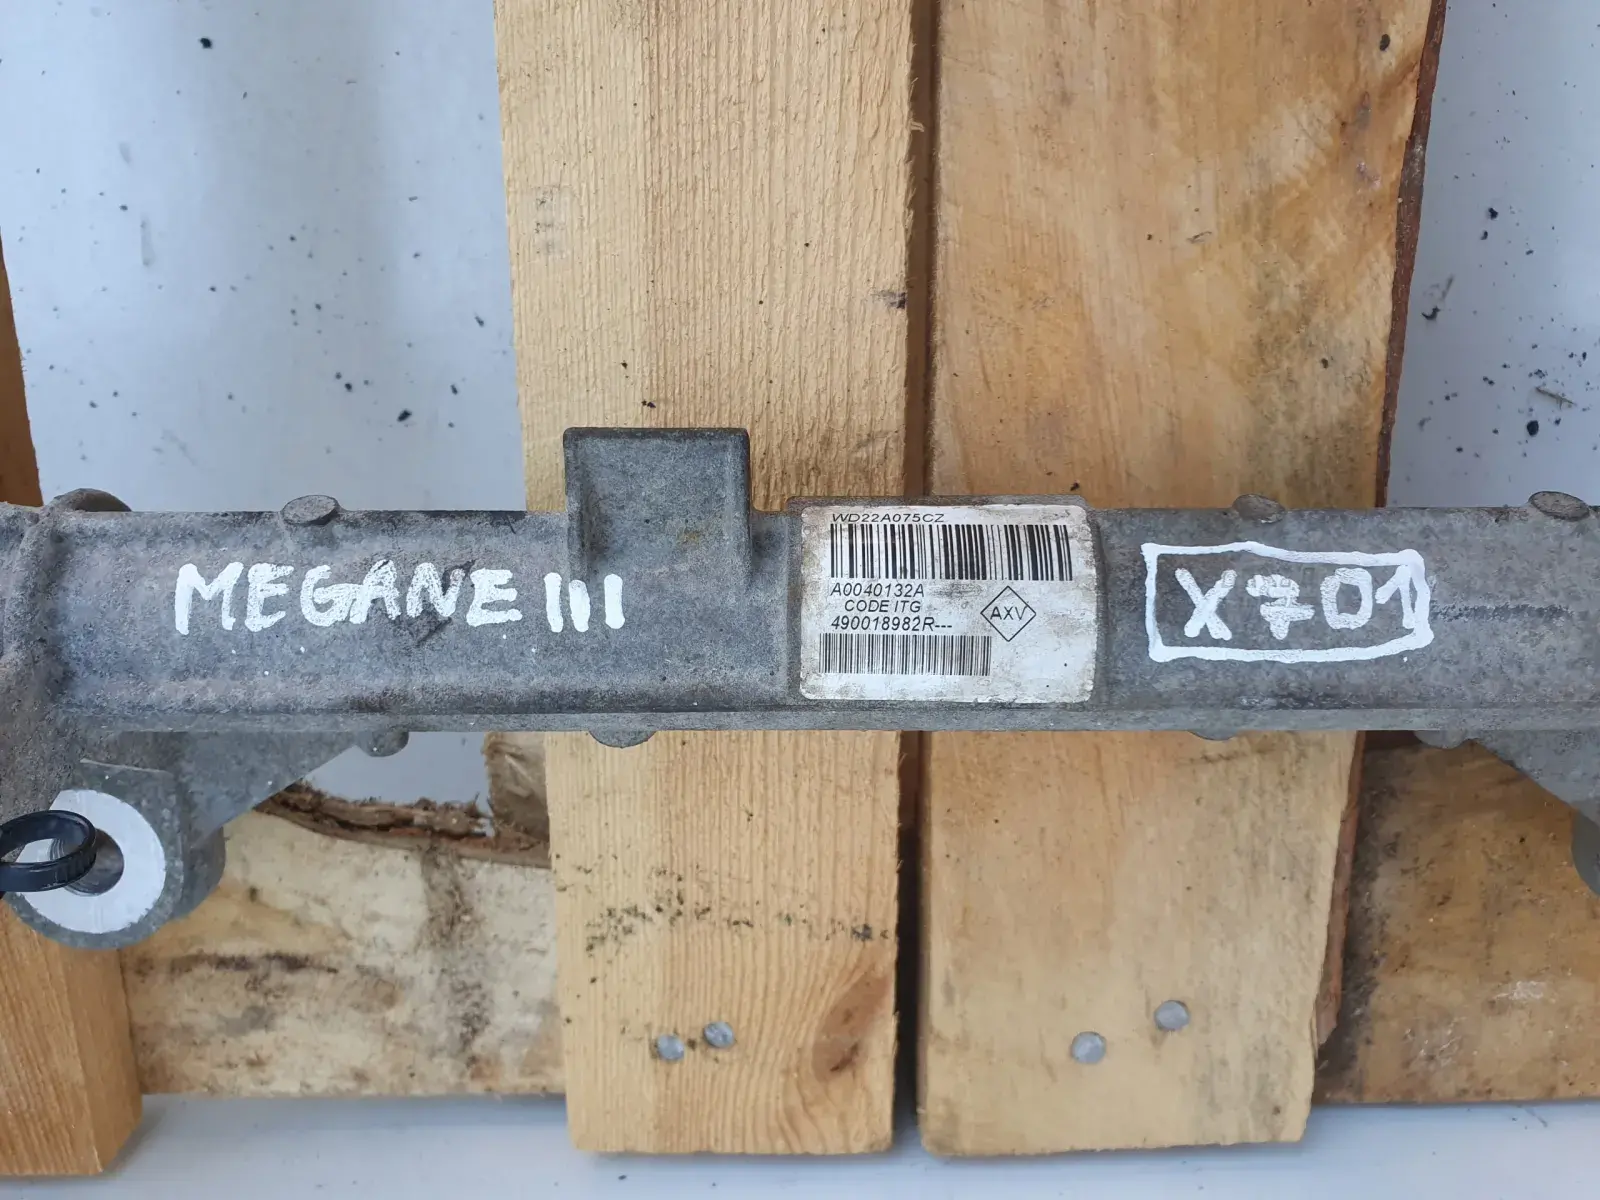 MEGANE III
WD22A075CZ
A0040132A
CODE ITG
490018982R---
AXV
X701